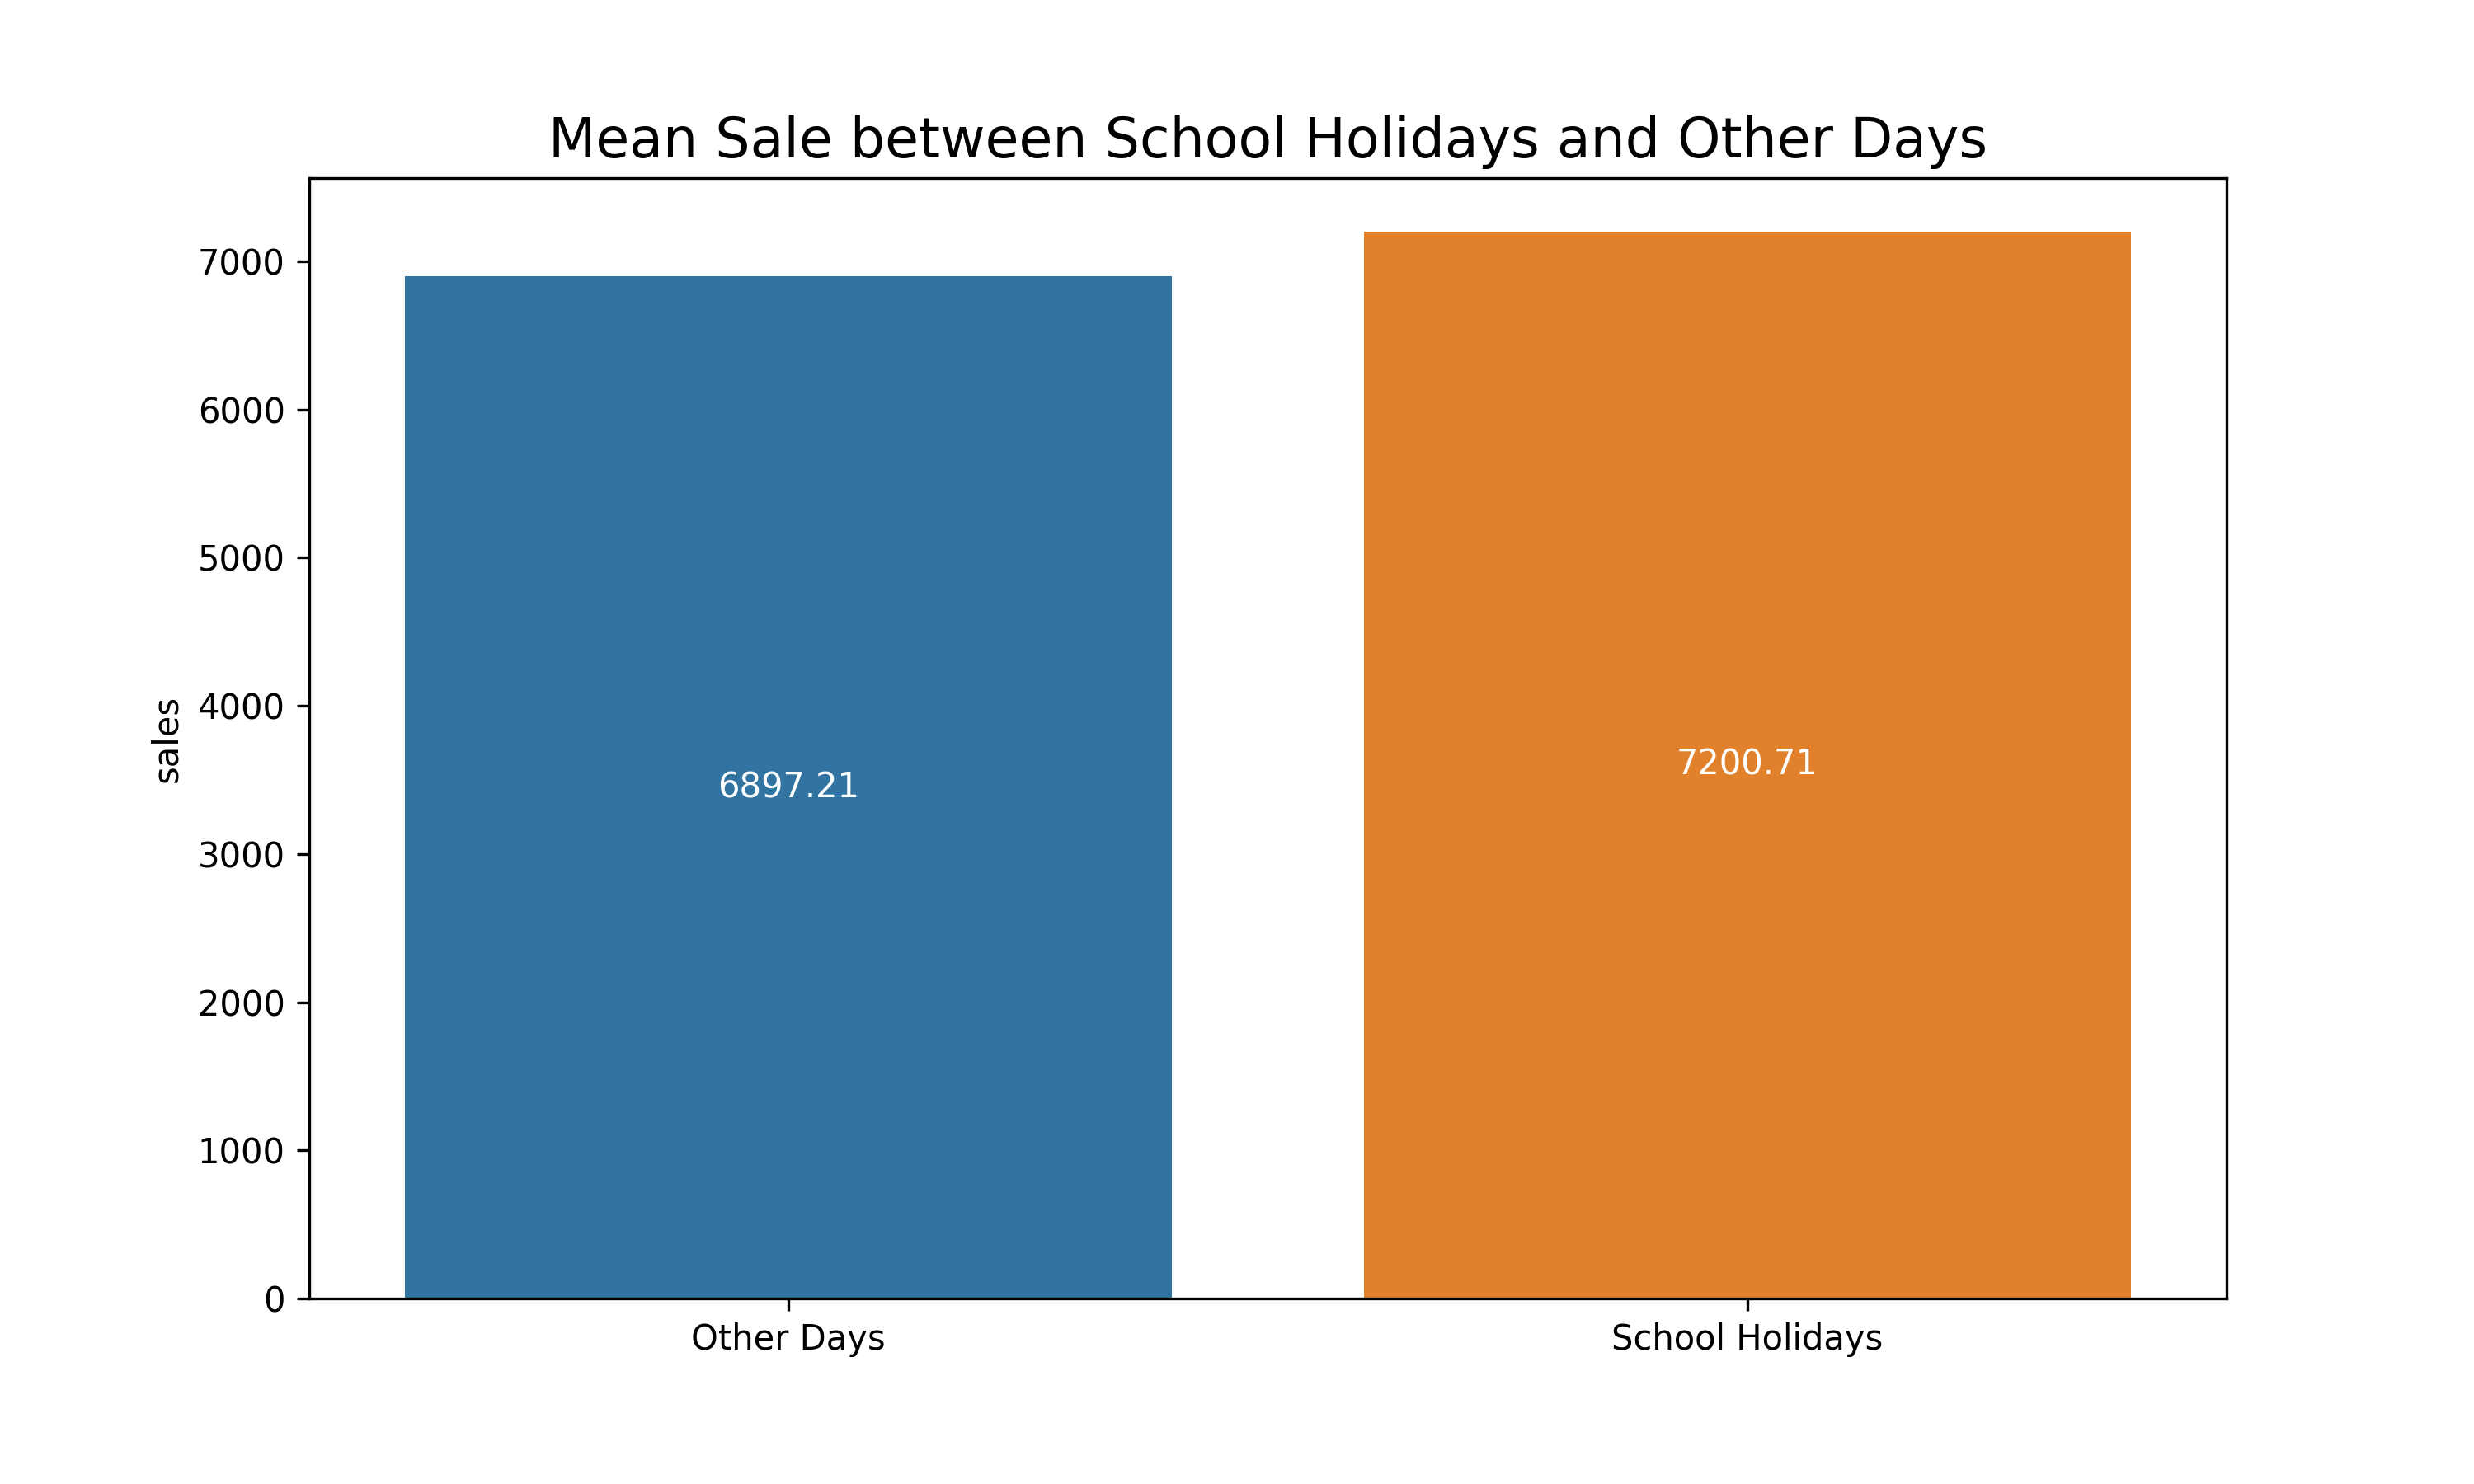 Mean Sale between School Holidays and Other Days
7000
6000
5000
4000
3000
2000
1000
0
sales
6897.21
7200.71
Other Days
School Holidays